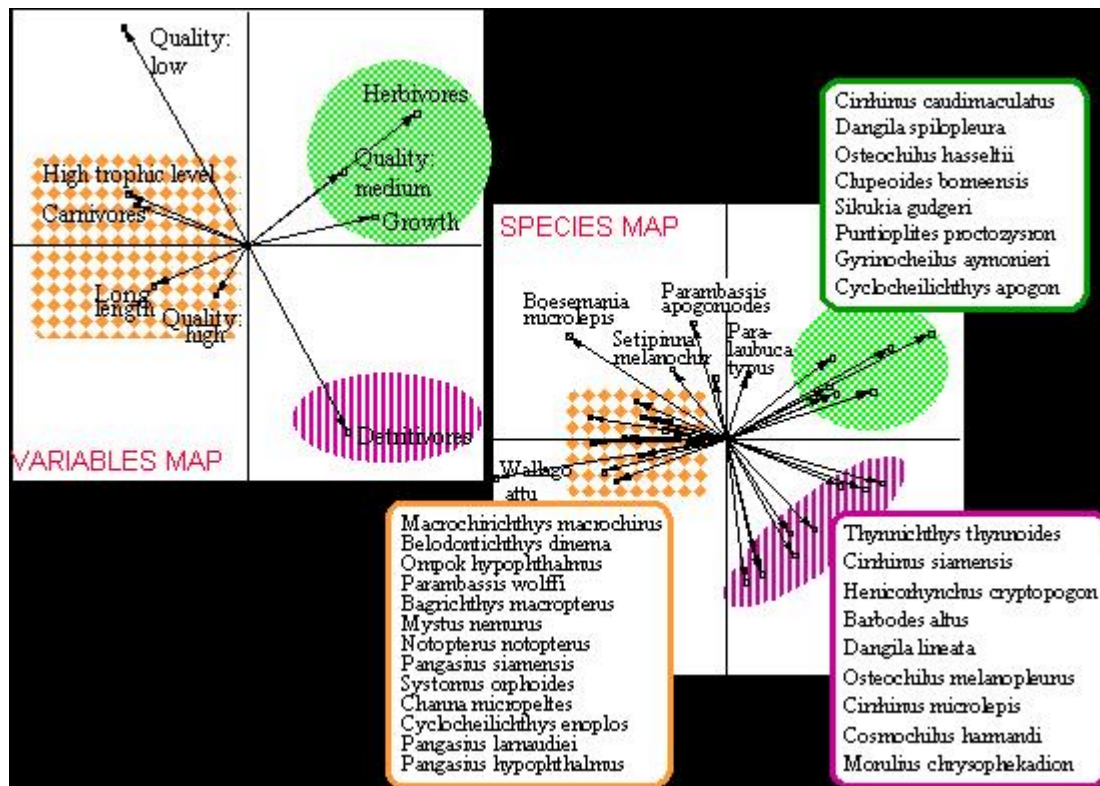 Quality:
low
Herbivores
Quality:
medium
High trophic level
Carnivores
Growth
Long
length
Quality:
high
Detritivores
VARIABLES MAP
SPECIES MAP
Boesemania
microlepis
Parambassis
apogonoides
Setipinna
melanochir
Para-
laubuca
typus
Wallago
attu
Cirrhinus caudimaculatus
Dangila spilopleura
Osteochilus hasseltii
Clupeoides borneensis
Sikukia gudgeri
Puntioplites proctozysron
Gyrinocheilus aymonieri
Cyclocheilichthys apogon
Macrochirichthys macrochirus
Belodontichthys dinema
Ompok hypophthalmus
Parambassis wolffi
Bagrichthys macropterus
Mystus nemurus
Notopterus notopterus
Pangasius siamensis
Systomus orphoides
Channa micropeltes
Cyclocheilichthys enoplos
Pangasius larnaudiei
Pangasius hypophthalmus
Thynnichthys thynnoides
Cirrhinus siamensis
Henicorhynchus cryptopogon
Barbodes altus
Dangila lineata
Osteochilus melanopleurus
Cirrhinus microlepis
Cosmochilus harmandi
Morulius chrysophekadion